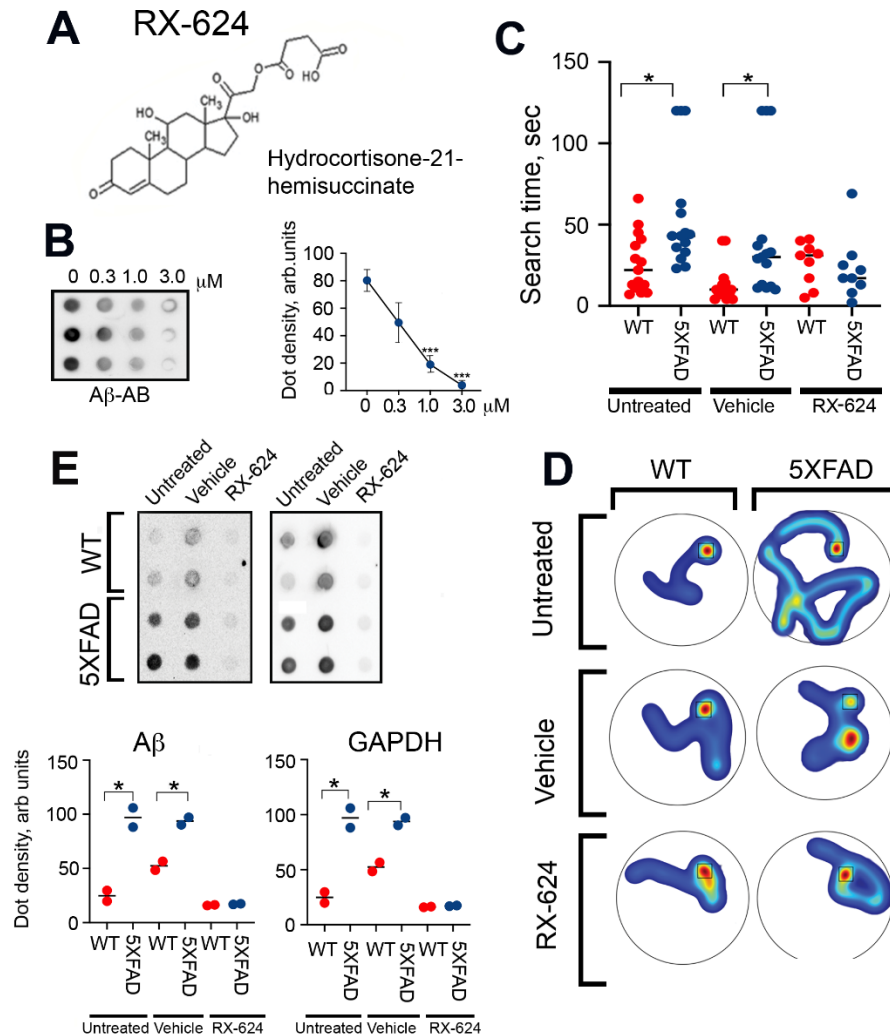 A
RX-624
O
O
O
HO
O
O
CH₃
HO
OH
CH₃
O
Hydrocortisone-21-
hemisuccinate
B
0 0.3 1.0 3.0 μM
Aβ-AB
Dot density, arb.units
100
80
60
40
20
0
***
***
0 0.3 1.0 3.0 μM
C
Search time, sec
150
100
50
0
* *
WT 5XFAD WT 5XFAD WT 5XFAD
Untreated Vehicle RX-624
E
Untreated Vehicle RX-624 Untreated Vehicle RX-624
WT
5XFAD
Aβ
Dot density, arb units
150
100
50
0
* *
WT 5XFAD WT 5XFAD WT 5XFAD
Untreated Vehicle RX-624
GAPDH
150
100
50
0
* *
WT 5XFAD WT 5XFAD WT 5XFAD
Untreated Vehicle RX-624
D
WT 5XFAD
Untreated
Vehicle
RX-624